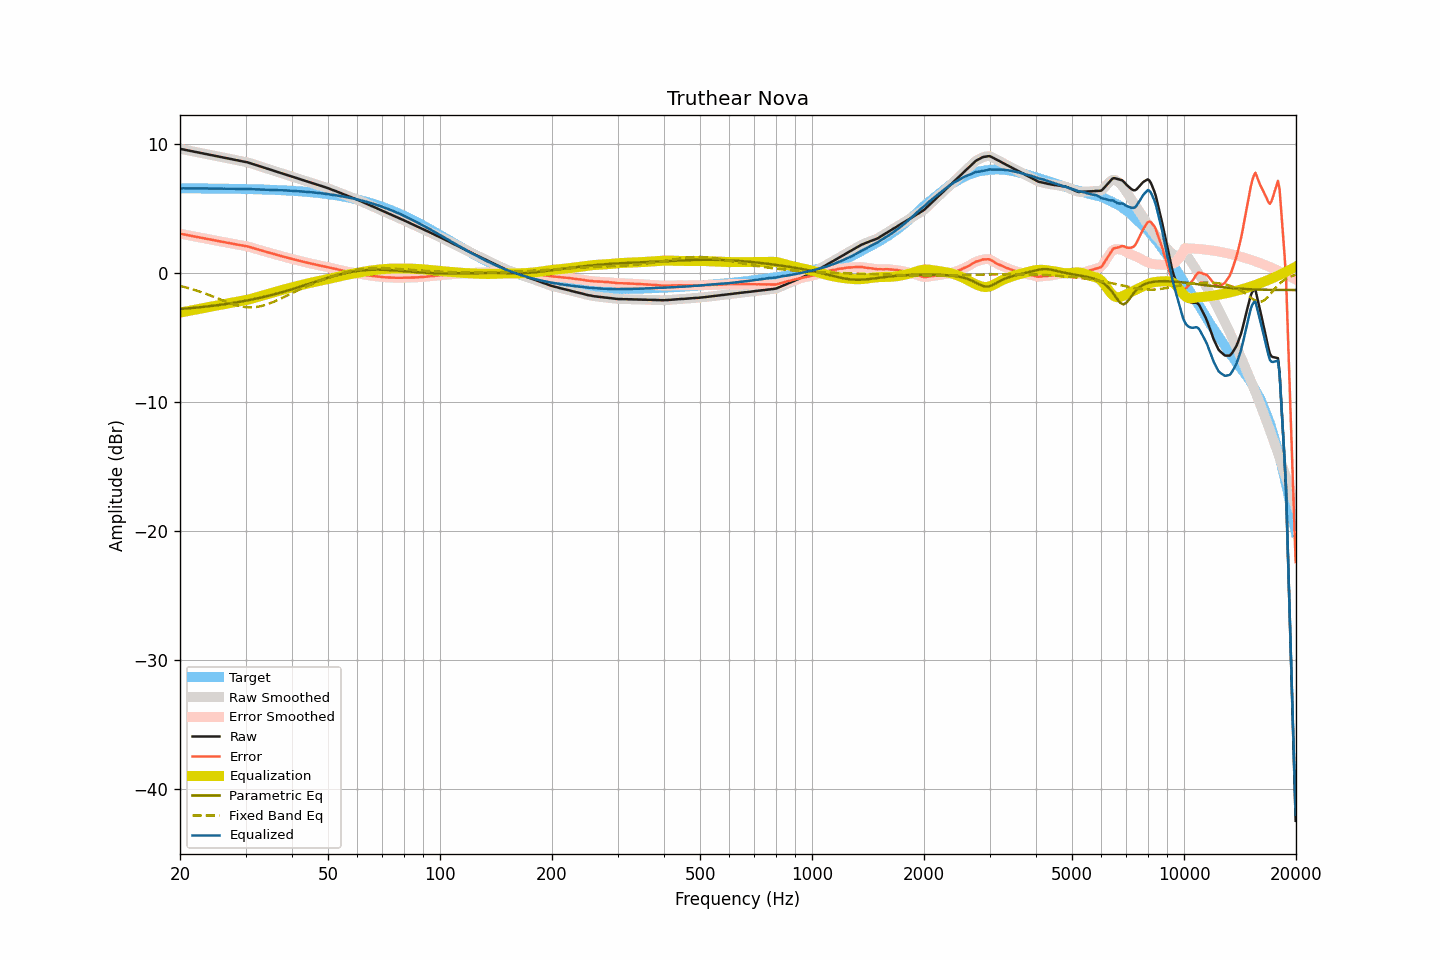 Truthear Nova
10
0
−10
−20
−30
−40
Amplitude (dBr)
Target
Raw Smoothed
Error Smoothed
Raw
Error
Equalization
Parametric Eq
Fixed Band Eq
Equalized
20 50 100 200 500 1000 2000 5000 10000 20000
Frequency (Hz)